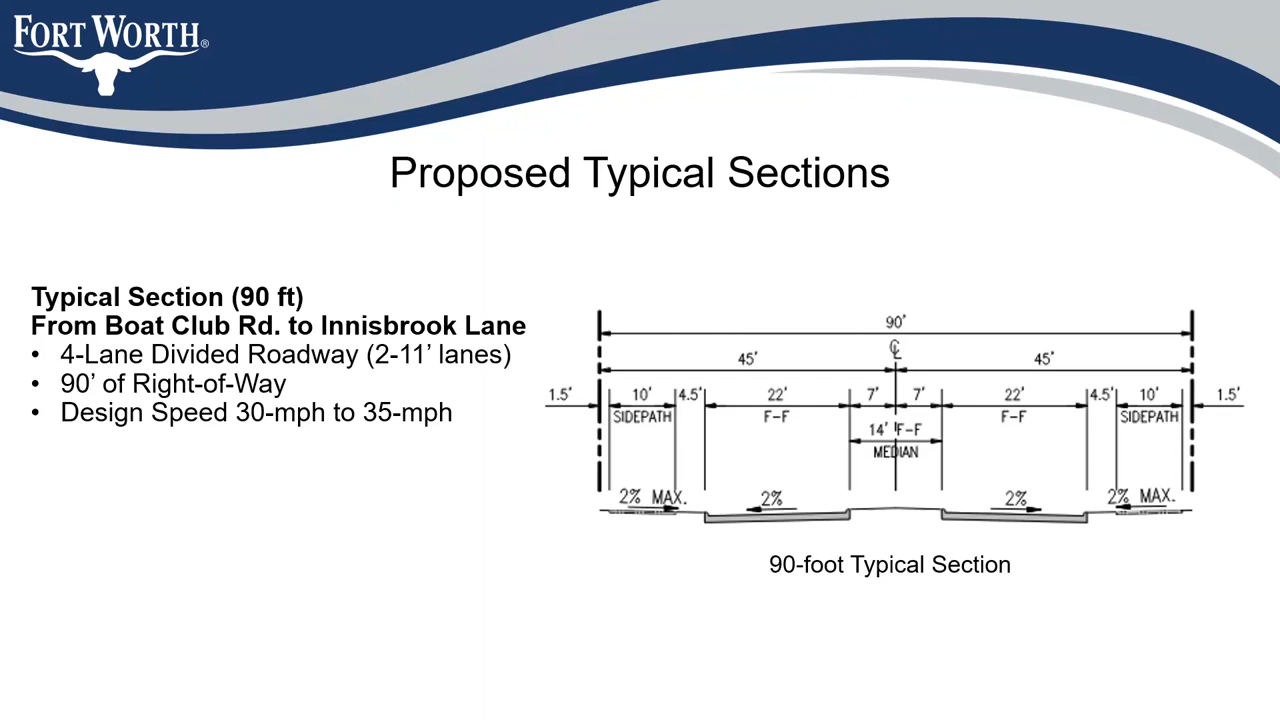 FORT WORTH®
Proposed Typical Sections
Typical Section (90 ft)
From Boat Club Rd. to Innisbrook Lane
• 4-Lane Divided Roadway (2-11’ lanes)
• 90’ of Right-of-Way
• Design Speed 30-mph to 35-mph
90'
℄
45' 45'
1.5' 10' 4.5' 22' 7' 7' 22' 4.5' 10' 1.5'
SIDEPATH F-F F-F SIDEPATH
14' F-F
MEDIAN
2% MAX. 2% 2% 2% MAX.
90-foot Typical Section